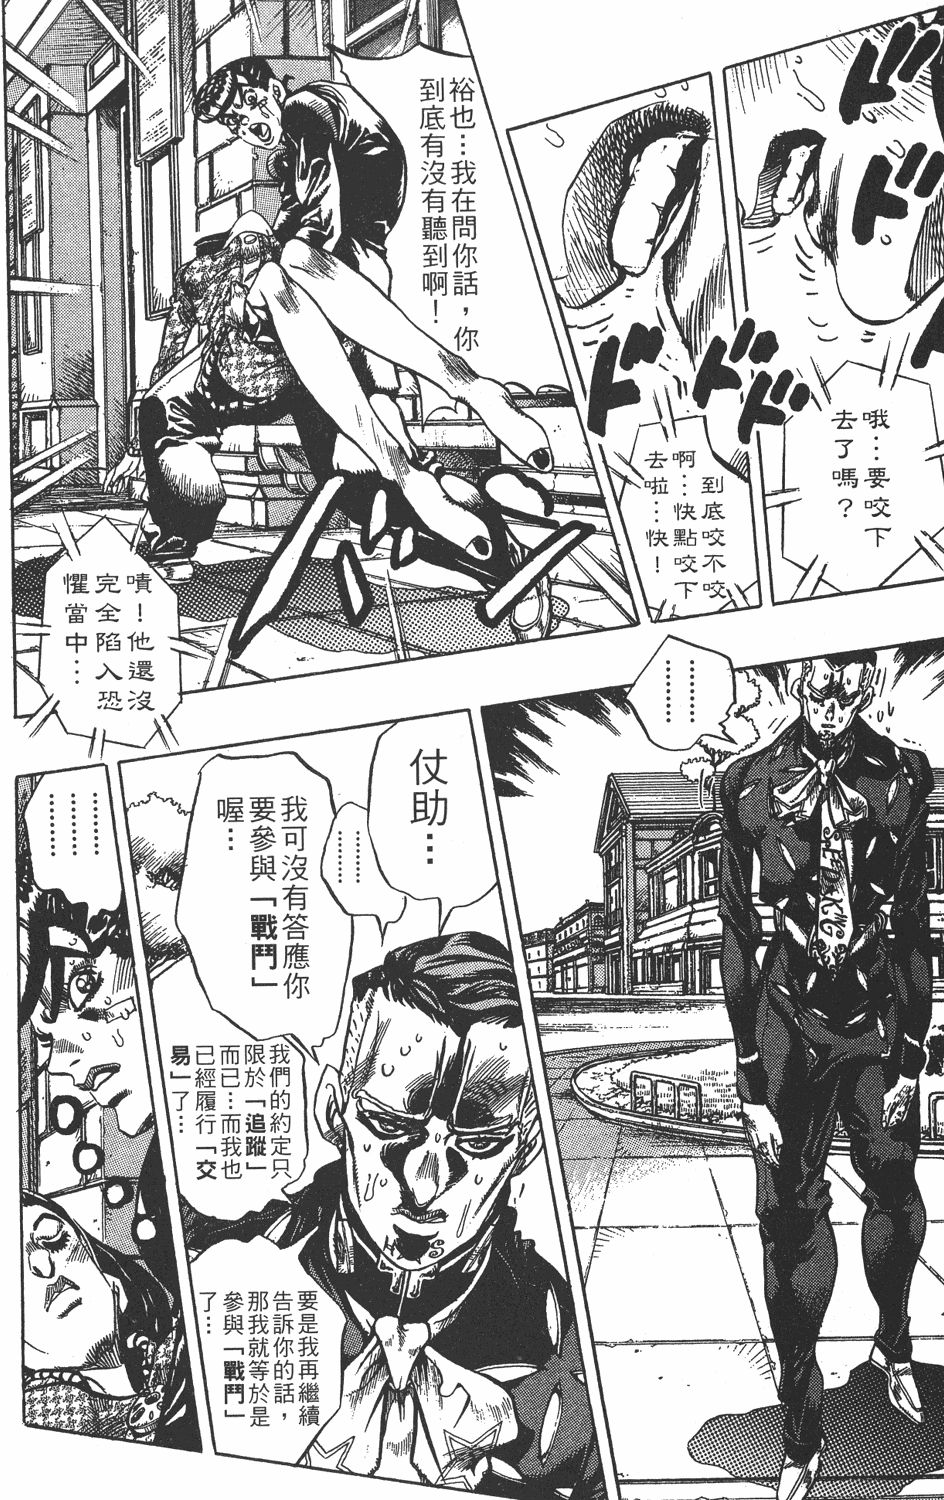 ドドド
哦…要咬下
去了嗎？
ドドドド
到底咬不咬
啊…快點咬下
去啦…快！
裕也…我在問你話，你
到底有沒有聽到啊！
嘖！他還沒
完全陷入恐
懼當中…
………
………
仗助…
………
………
我可沒有答應你
要參與「戰鬥」
喔…
我們的約定只
限於「追蹤」
而已…而我也
已經履行「交
易」了…
要是我再繼續
告訴你的話，
那我就等於是
參與「戰鬥」
了…
………
………